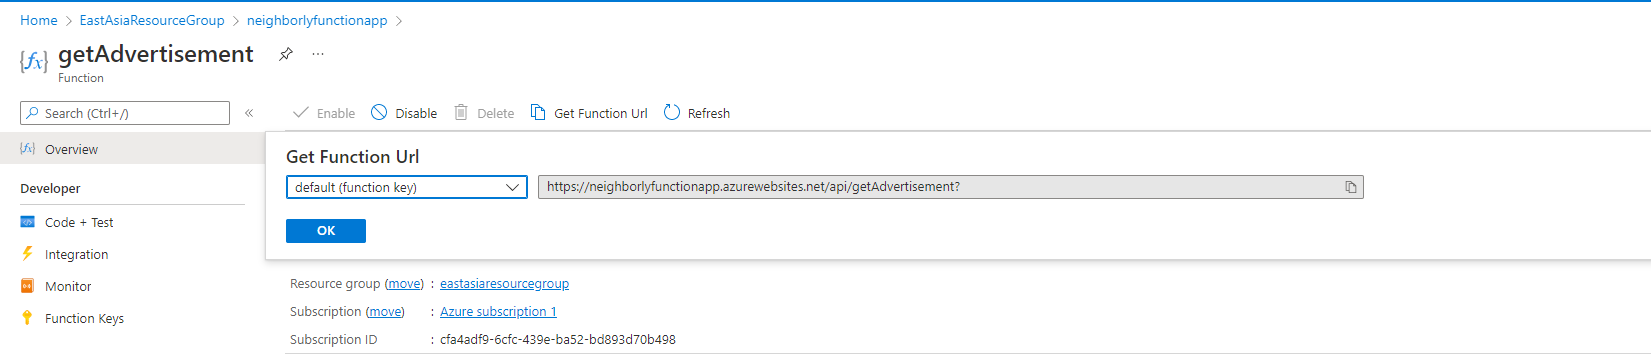 Home > EastAsiaResourceGroup > neighborlyfunctionapp >
{fx} getAdvertisement ...
Function
Search (Ctrl+/) «
Enable Disable Delete Get Function Url Refresh
{fx} Overview
Get Function Url
default (function key) https://neighborlyfunctionapp.azurewebsites.net/api/getAdvertisement?
OK
Developer
Code + Test
Integration
Monitor
Function Keys
Resource group (move) : eastasiaresourcegroup
Subscription (move) : Azure subscription 1
Subscription ID : cfa4adf9-6cfc-439e-ba52-bd893d70b498